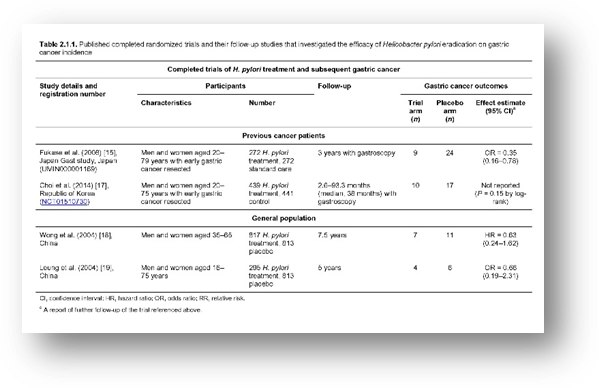 Table 2.1.1. Published completed randomized trials and their follow-up studies that investigated the efficacy of Helicobacter pylori eradication on gastric
cancer incidence
Completed trials of H. pylori treatment and subsequent gastric cancer
Study details and registration number Participants Follow-up Gastric cancer outcomes
Characteristics Number Trial arm (n) Placebo arm (n) Effect estimate (95% CI)ª
Previous cancer patients
Fukase et al. (2008) [15], 272 H. pylori 3 years with gastroscopy 9 24 OR = 0.35
Japan Gast study, Japan Men and women aged 20– treatment, 272 (0.16–0.78)
79 years with early gastric standard care
cancer resected
Choi et al. (2014) [17], Men and women aged 20– 439 H. pylori 2.6–93.3 months 10 17 Not reported
Republic of Korea 75 years with early gastric treatment, 441 (median, 38 months) with (P = 0.15 by log-
(NCT01510730) cancer resected control gastroscopy rank)
General population
Wong et al. (2004) [18], Men and women aged 35–65 817 H. pylori 7.5 years 7 11 HR = 0.63
China treatment, 813 (0.24–1.62)
placebo
Leung et al. (2004) [19], Men and women aged 18– 295 H. pylori 5 years 4 6 OR = 0.66
China 75 years treatment, 813 (0.19–2.31)
placebo
CI, confidence interval; HR, hazard ratio; OR, odds ratio; RR, relative risk.
ª A report of further follow-up of the trial referenced above.